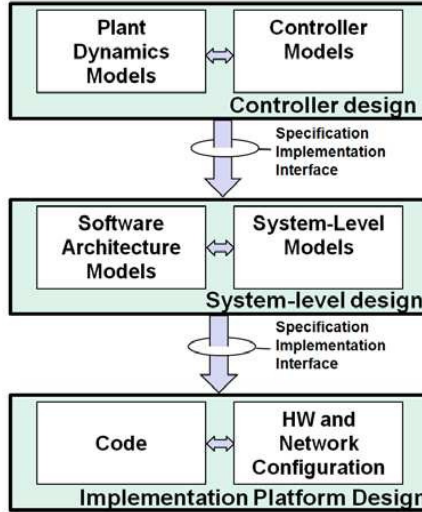 Plant
Dynamics
Models
Controller
Models
Controller design
Specification
Implementation
Interface
Software
Architecture
Models
System-Level
Models
System-level design
Specification
Implementation
Interface
Code
HW and
Network
Configuration
Implementation Platform Design